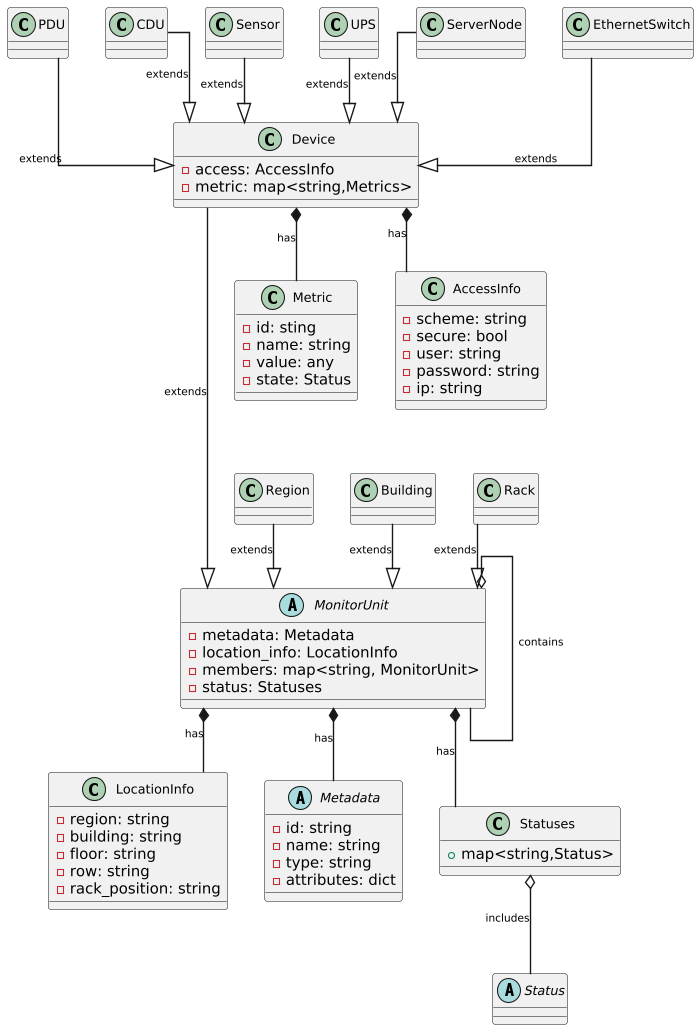 C PDU
C CDU
C Sensor
C UPS
C ServerNode
C EthernetSwitch
extends
extends
extends
extends
extends
extends
C Device
access: AccessInfo
metric: map<string,Metrics>
has
has
C Metric
id: sting
name: string
value: any
state: Status
C AccessInfo
scheme: string
secure: bool
user: string
password: string
ip: string
extends
C Region
C Building
C Rack
extends
extends
extends
A MonitorUnit
metadata: Metadata
location_info: LocationInfo
members: map<string, MonitorUnit>
status: Statuses
contains
has
has
has
C LocationInfo
region: string
building: string
floor: string
row: string
rack_position: string
A Metadata
id: string
name: string
type: string
attributes: dict
C Statuses
map<string,Status>
includes
A Status